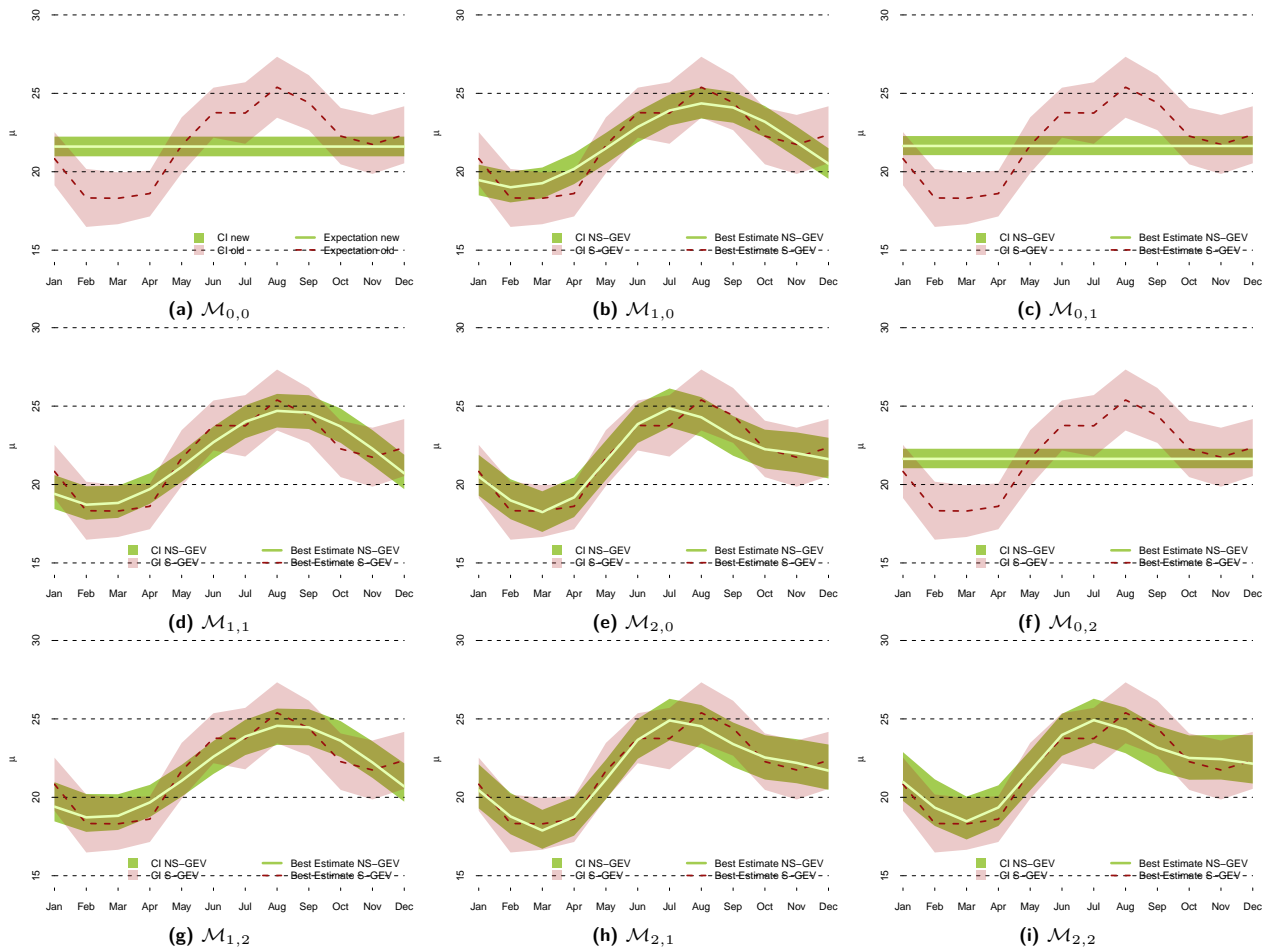 30
25
20
15
μ
CI new
CI old
Expectation new
Expectation old
Jan Feb Mar Apr May Jun Jul Aug Sep Oct Nov Dec
(a) M0,0
μ
CI NS−GEV
CI S−GEV
Best Estimate NS−GEV
Best Estimate S−GEV
Jan Feb Mar Apr May Jun Jul Aug Sep Oct Nov Dec
(b) M1,0
30
25
20
15
μ
CI NS−GEV
CI S−GEV
Best Estimate NS−GEV
Best Estimate S−GEV
Jan Feb Mar Apr May Jun Jul Aug Sep Oct Nov Dec
(c) M0,1
30
25
20
15
μ
CI NS−GEV
CI S−GEV
Best Estimate NS−GEV
Best Estimate S−GEV
Jan Feb Mar Apr May Jun Jul Aug Sep Oct Nov Dec
(d) M1,1
30
25
20
15
μ
CI NS−GEV
CI S−GEV
Best Estimate NS−GEV
Best Estimate S−GEV
Jan Feb Mar Apr May Jun Jul Aug Sep Oct Nov Dec
(e) M2,0
30
25
20
15
μ
CI NS−GEV
CI S−GEV
Best Estimate NS−GEV
Best Estimate S−GEV
Jan Feb Mar Apr May Jun Jul Aug Sep Oct Nov Dec
(f) M0,2
30
25
20
15
μ
CI NS−GEV
CI S−GEV
Best Estimate NS−GEV
Best Estimate S−GEV
Jan Feb Mar Apr May Jun Jul Aug Sep Oct Nov Dec
(g) M1,2
30
25
20
15
μ
CI NS−GEV
CI S−GEV
Best Estimate NS−GEV
Best Estimate S−GEV
Jan Feb Mar Apr May Jun Jul Aug Sep Oct Nov Dec
(h) M2,1
30
25
20
15
μ
CI NS−GEV
CI S−GEV
Best Estimate NS−GEV
Best Estimate S−GEV
Jan Feb Mar Apr May Jun Jul Aug Sep Oct Nov Dec
(i) M2,2